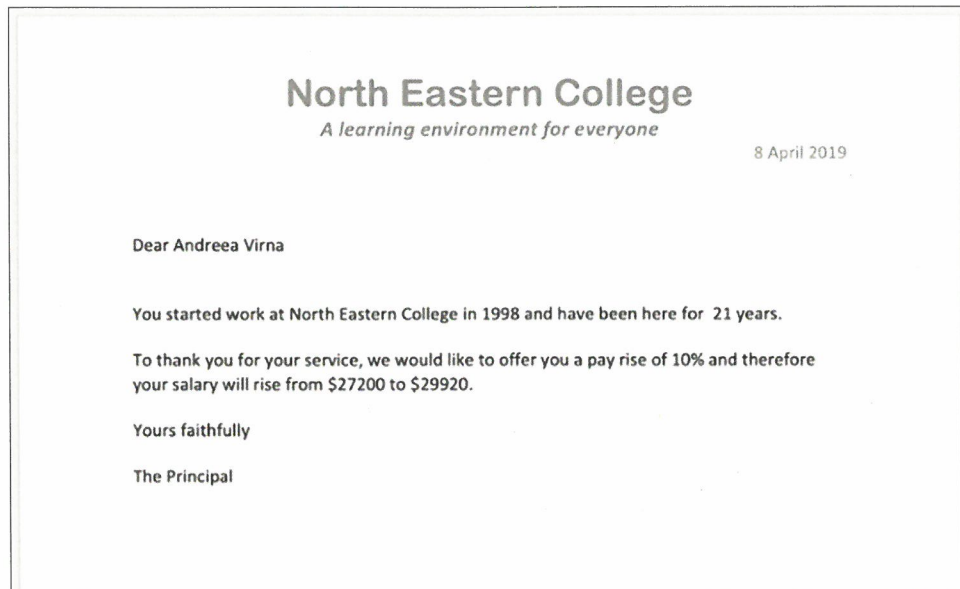 North Eastern College
A learning environment for everyone
8 April 2019
Dear Andreea Virna
You started work at North Eastern College in 1998 and have been here for  21 years.
To thank you for your service, we would like to offer you a pay rise of 10% and therefore
your salary will rise from $27200 to $29920.
Yours faithfully
The Principal